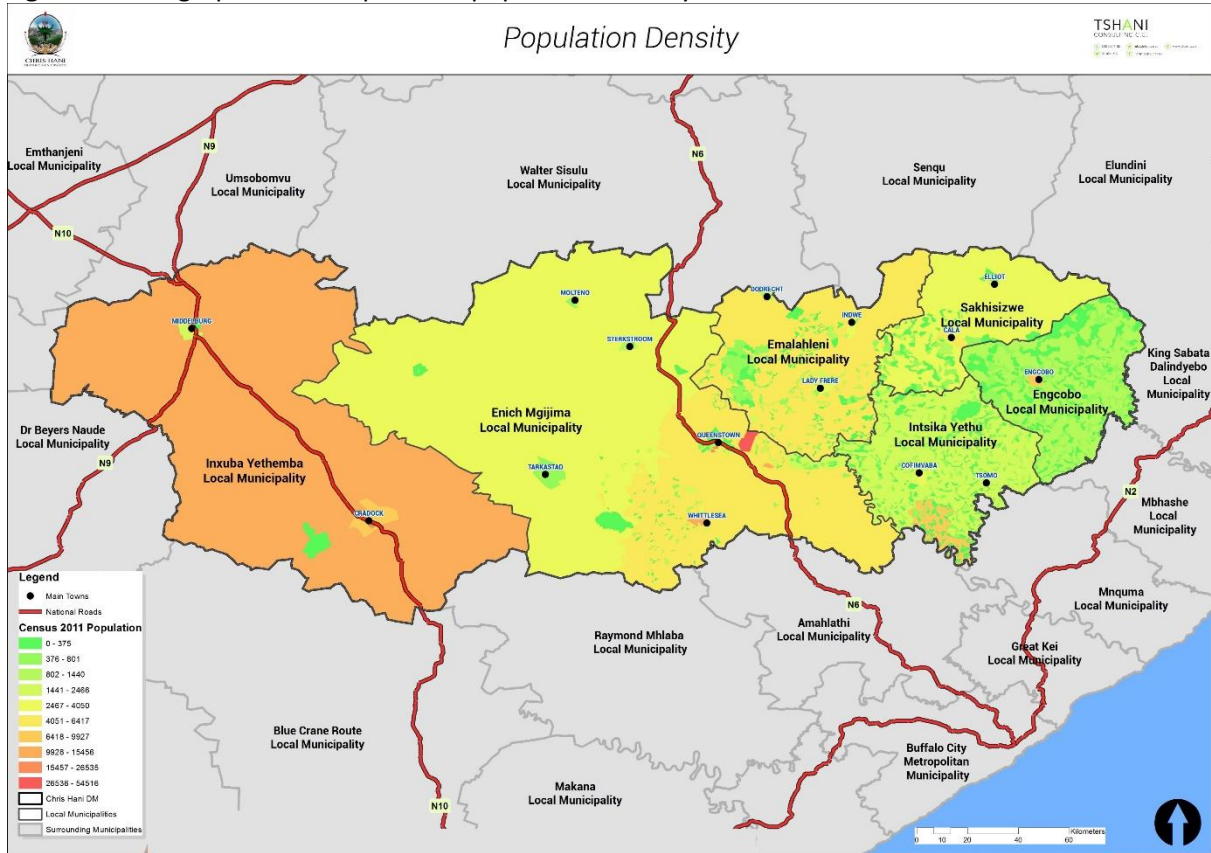 Population Density
CHRIS HANI
TSHANI
CONSULTING C.C.
Emthanjeni
Local Municipality
N9
Umsobomvu
Local Municipality
Walter Sisulu
Local Municipality
N6
Senqu
Local Municipality
Elundini
Local Municipality
N10
MIDDELBURG
MOLTENO
STERKSTROOM
DODRECHT
INDWE
ELLIOT
Sakhisizwe
Local Municipality
CALA
Emalahleni
Local Municipality
LADY FRERE
ENGCOBO
Engcobo
Local Municipality
King Sabata
Dalindyebo
Local
Municipality
Dr Beyers Naude
Local Municipality
N9
Enich Mgijima
Local Municipality
QUEENSTOWN
Intsika Yethu
Local Municipality
Inxuba Yethemba
Local Municipality
TARKASTAD
COFIMVABA
TSOMO
N2
CRADOCK
WHITTLESEA
Mbhashe
Local
Municipality
Mnquma
Local Municipality
N6
Amahlathi
Local Municipality
Raymond Mhlaba
Local Municipality
Great Kei
Local Municipality
Blue Crane Route
Local Municipality
Buffalo City
Metropolitan
Municipality
Makana
Local Municipality
N10
Legend
Main Towns
National Roads
Census 2011 Population
0 - 375
376 - 801
802 - 1440
1441 - 2466
2467 - 4050
4051 - 6417
6418 - 9927
9928 - 15456
15457 - 26535
26536 - 54516
Chris Hani DM
Local Municipalities
Surrounding Municipalities
Kilometers
0 10 20 40 60